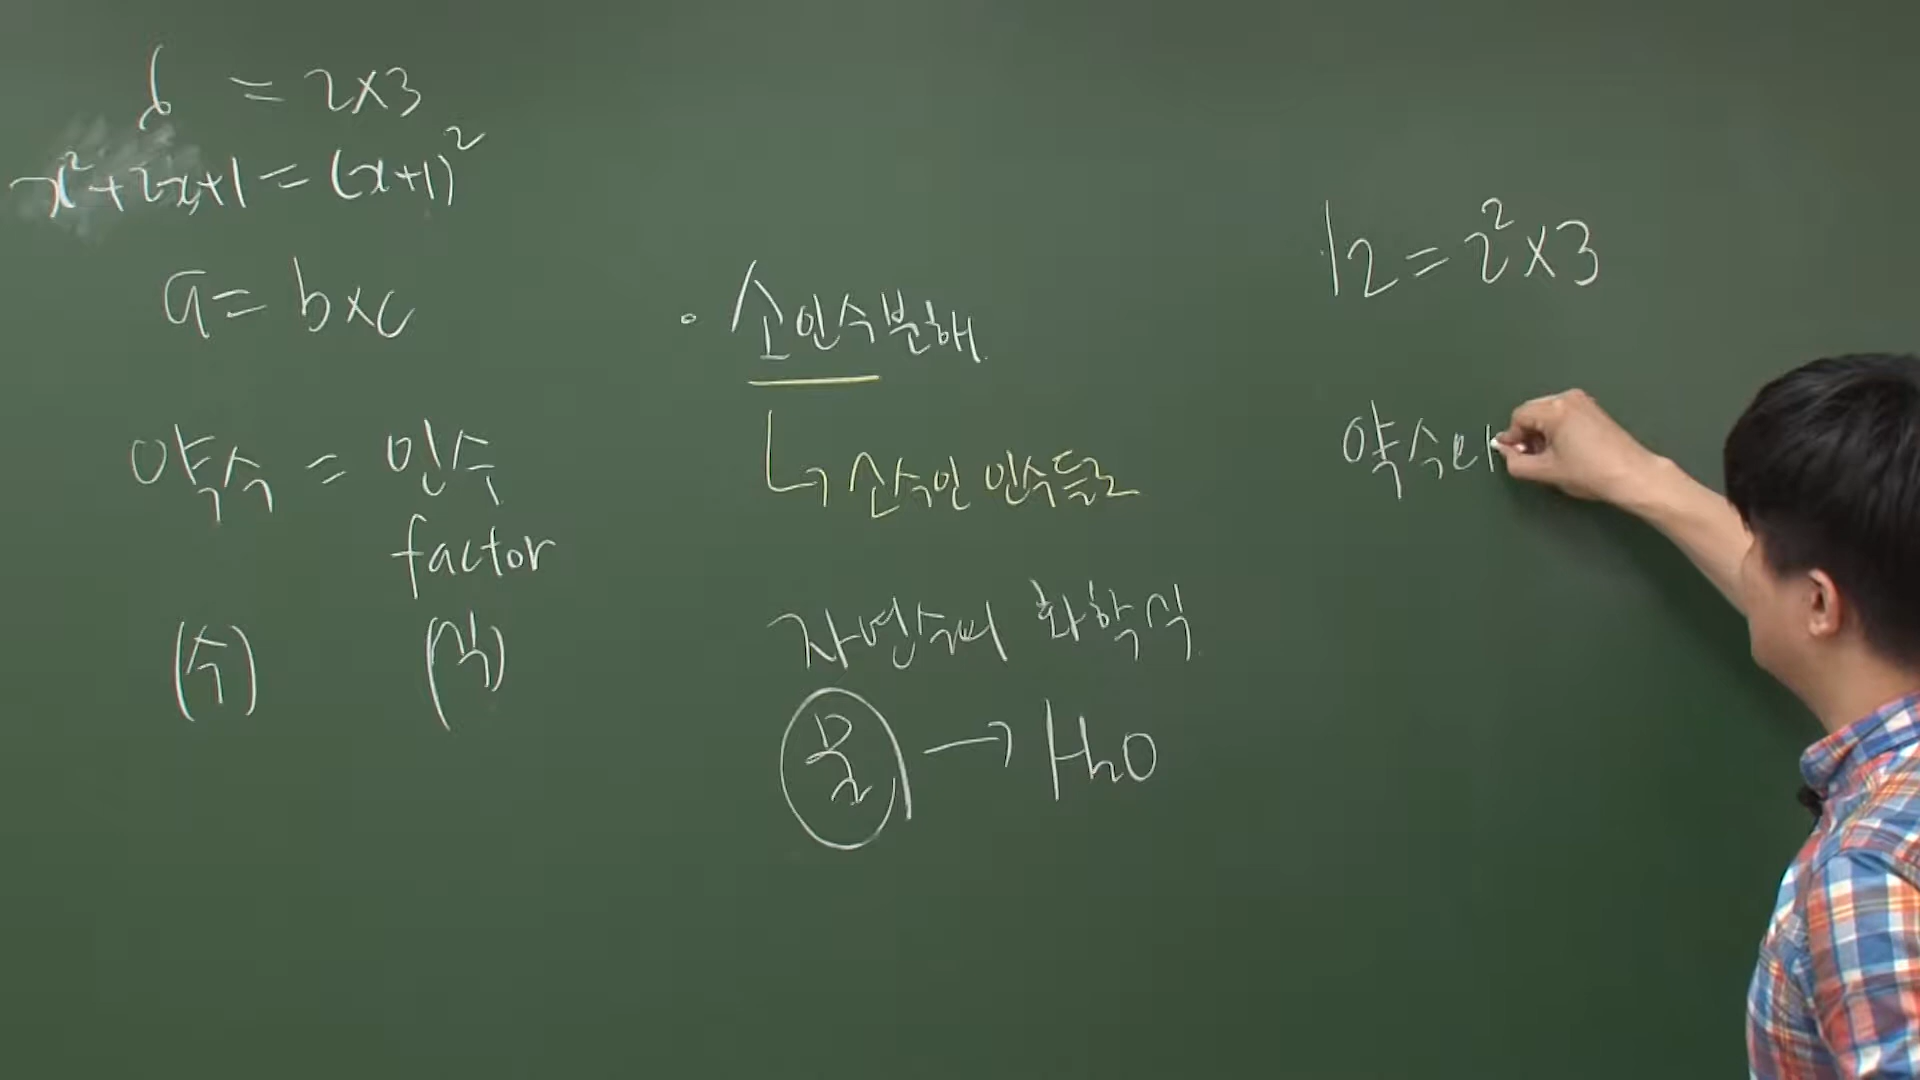 6 = 2×3
x²+2x+1=(x+1)²
a = b×c
약수 = 인수
factor
(수) (식)
· 소인수분해
↳ 소수인 인수들로
자연수의 화학식
물 → H₂O
12 = 2²×3
약수